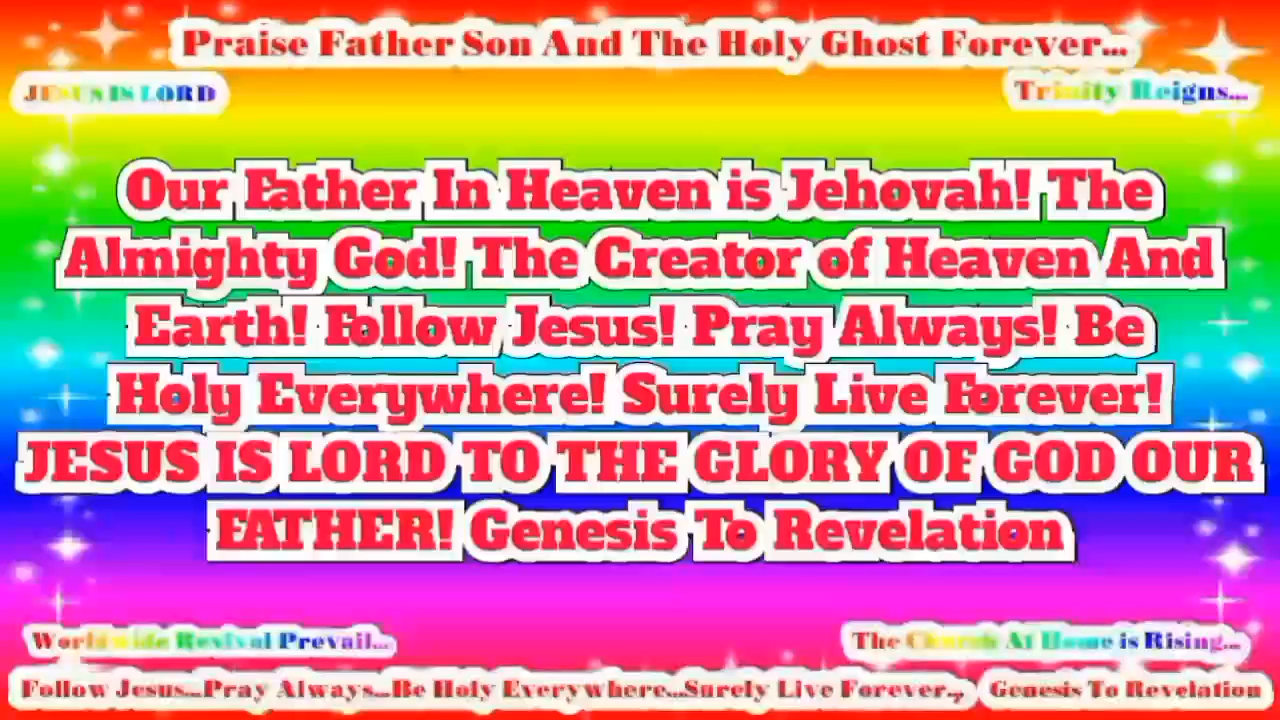 Praise Father Son And The Holy Ghost Forever...
JESUS IS LORD
Trinity Reigns...
Our Father In Heaven is Jehovah! The
Almighty God! The Creator of Heaven And
Earth! Follow Jesus! Pray Always! Be
Holy Everywhere! Surely Live Forever!
JESUS IS LORD TO THE GLORY OF GOD OUR
FATHER! Genesis To Revelation
Worldwide Revival Prevail...
The Church At Home is Rising...
Follow Jesus...Pray Always...Be Holy Everywhere...Surely Live Forever.,, Genesis To Revelation